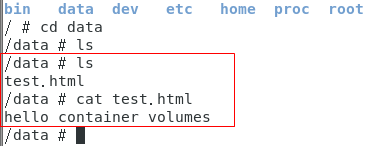 bin data dev etc home proc root
/ # cd data
/data # ls
/data # ls
test.html
/data # cat test.html
hello container volumes
/data #